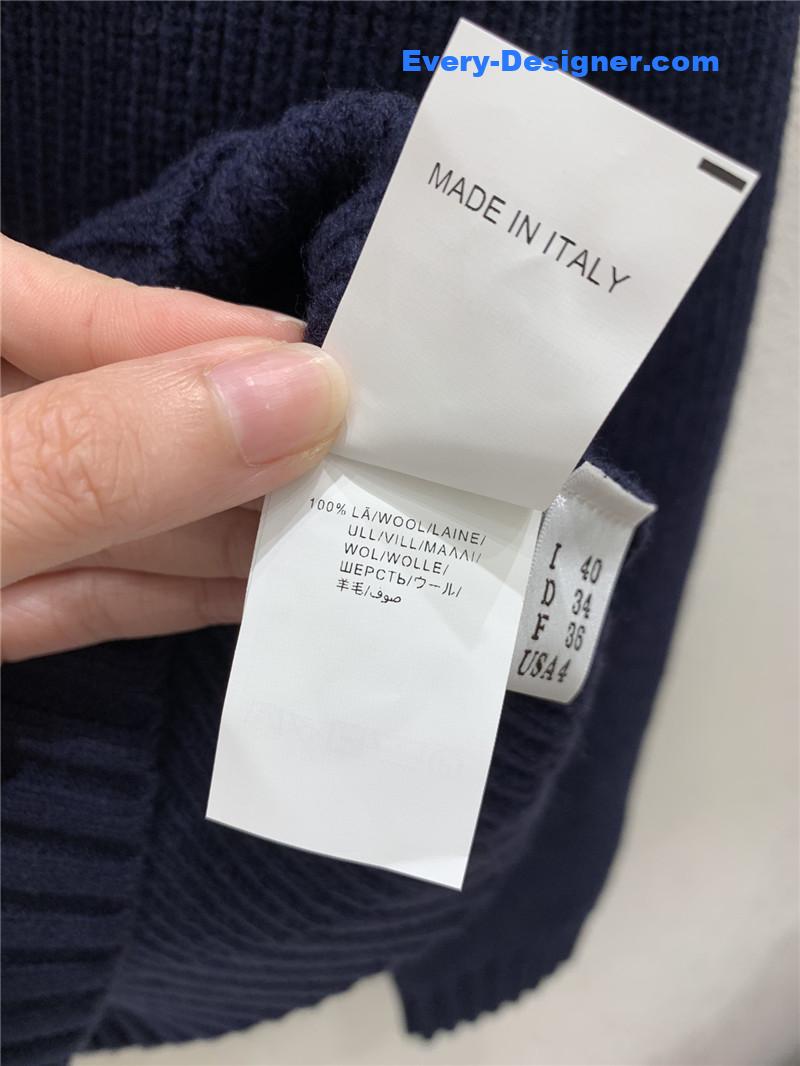 Every-Designer.com
MADE IN ITALY
100% LÃ/WOOL/LAINE/
ULL/VILL/ΜΑΛΛΙ/
WOL/WOLLE/
ШЕРСТЬ/ウール/
羊毛/صوف
I 40
D 34
F 36
USA 4